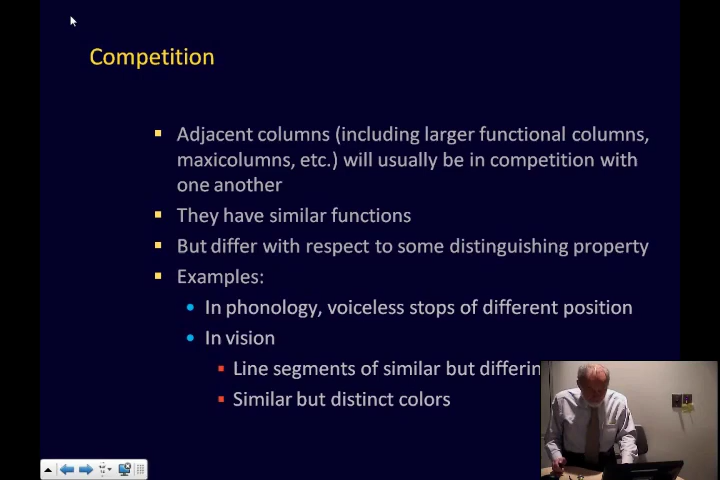 Competition
Adjacent columns (including larger functional columns,
maxicolumns, etc.) will usually be in competition with
one another
They have similar functions
But differ with respect to some distinguishing property
Examples:
In phonology, voiceless stops of different position
In vision
Line segments of similar but
Similar but distinct colors